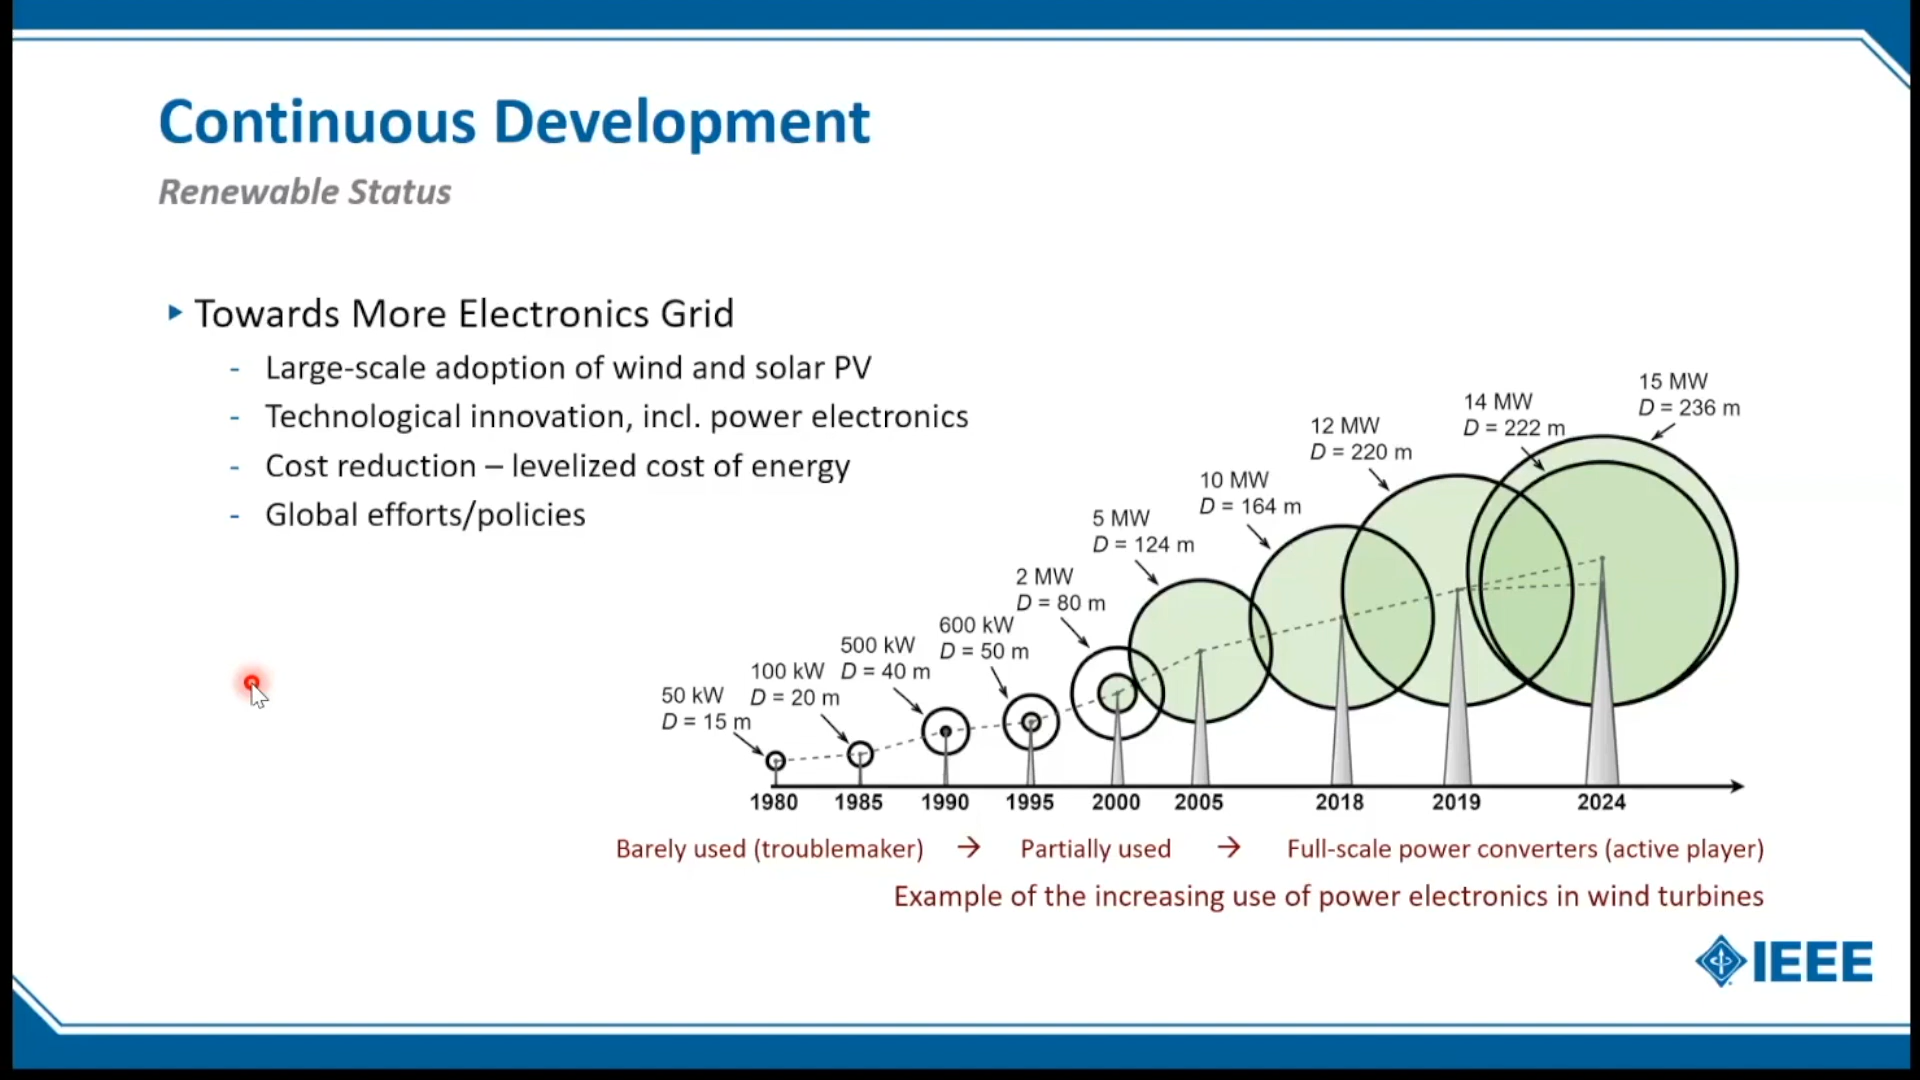 Continuous Development
Renewable Status
Towards More Electronics Grid
- Large-scale adoption of wind and solar PV
- Technological innovation, incl. power electronics
- Cost reduction – levelized cost of energy
- Global efforts/policies
50 kW
D = 15 m
100 kW
D = 20 m
500 kW
D = 40 m
600 kW
D = 50 m
2 MW
D = 80 m
5 MW
D = 124 m
10 MW
D = 164 m
12 MW
D = 220 m
14 MW
D = 222 m
15 MW
D = 236 m
1980 1985 1990 1995 2000 2005 2018 2019 2024
Barely used (troublemaker) → Partially used → Full-scale power converters (active player)
Example of the increasing use of power electronics in wind turbines
IEEE